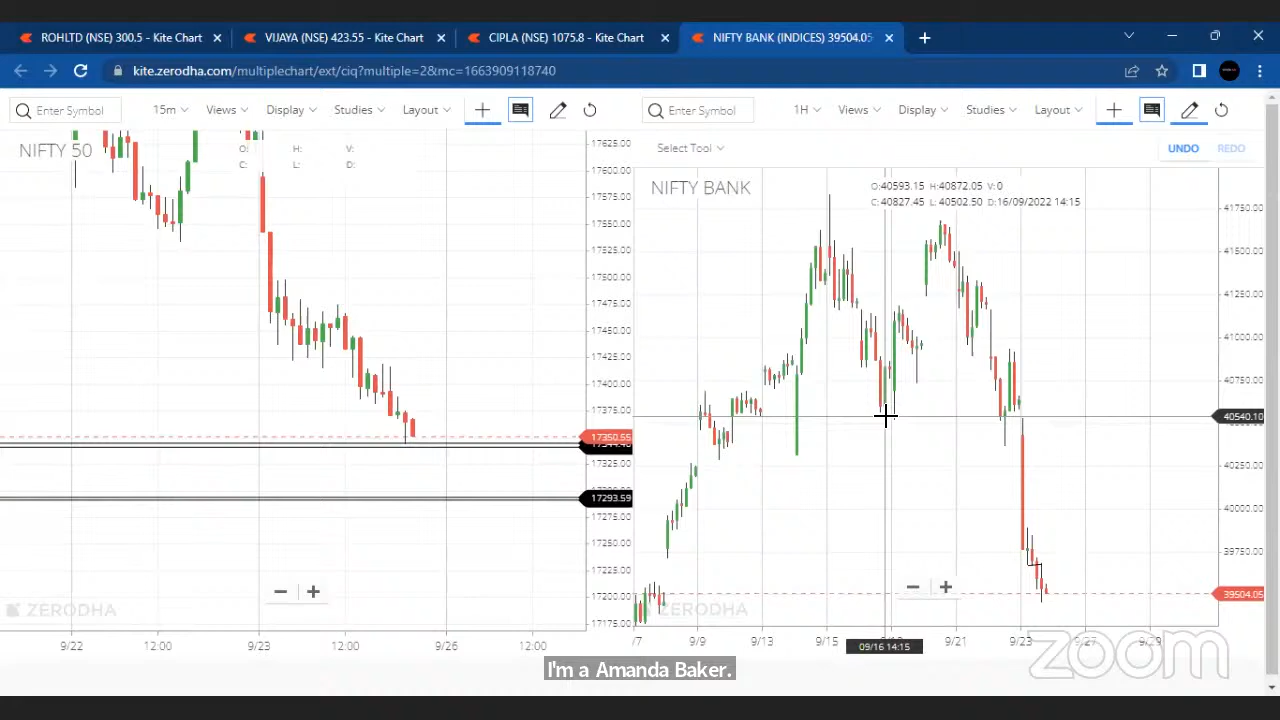 ROHLTD (NSE) 300.5 - Kite Chart
VIJAYA (NSE) 423.55 - Kite Chart
CIPLA (NSE) 1075.8 - Kite Chart
NIFTY BANK (INDICES) 39504.05
kite.zerodha.com/multiplechart/ext/ciq?multiple=2&tmc=1663909118740
Enter Symbol 15m Views Display Studies Layout
Enter Symbol 1H Views Display Studies Layout
Select Tool UNDO REDO
NIFTY 50
O: H: V:
C: L: D:
17625.00
17600.00
17575.00
17550.00
17525.00
17500.00
17475.00
17450.00
17425.00
17400.00
17375.00
17350.55
17325.00
17293.59
17275.00
17250.00
17225.00
17200.00
17175.00
ZERODHA
9/22 12:00 9/23 12:00 9/26 12:00
NIFTY BANK
O:40593.15 H:40872.05 V:0
C:40827.45 L:40502.50 D:16/09/2022 14:15
41750.00
41500.00
41250.00
41000.00
40750.00
40540.10
40250.00
40000.00
39750.00
39504.05
ZERODHA
9/9 9/13 9/15 9/21 9/23 9/27 9/29
09/16 14:15
zoom
I'm a Amanda Baker.